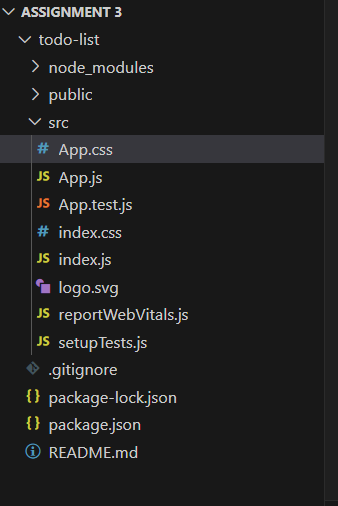 ASSIGNMENT 3
todo-list
node_modules
public
src
# App.css
JS App.js
JS App.test.js
# index.css
JS index.js
logo.svg
JS reportWebVitals.js
JS setupTests.js
.gitignore
{} package-lock.json
{} package.json
README.md